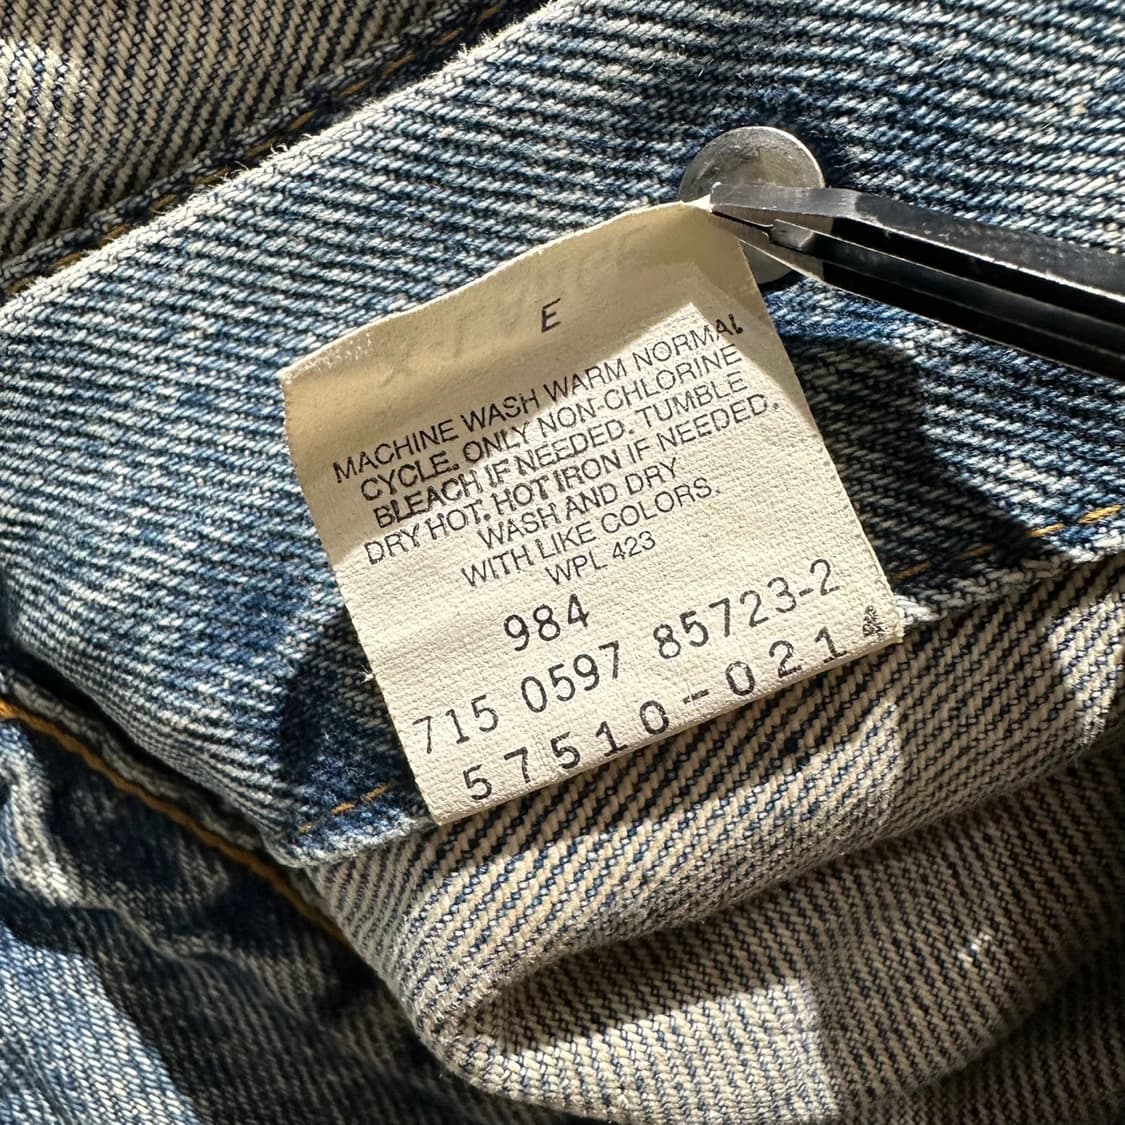 E
MACHINE WASH WARM NORMAL
CYCLE. ONLY NON-CHLORINE
BLEACH IF NEEDED. TUMBLE
DRY HOT. HOT IRON IF NEEDED.
WASH AND DRY
WITH LIKE COLORS.
WPL 423
984
715 0597 85723-2
57510-0214